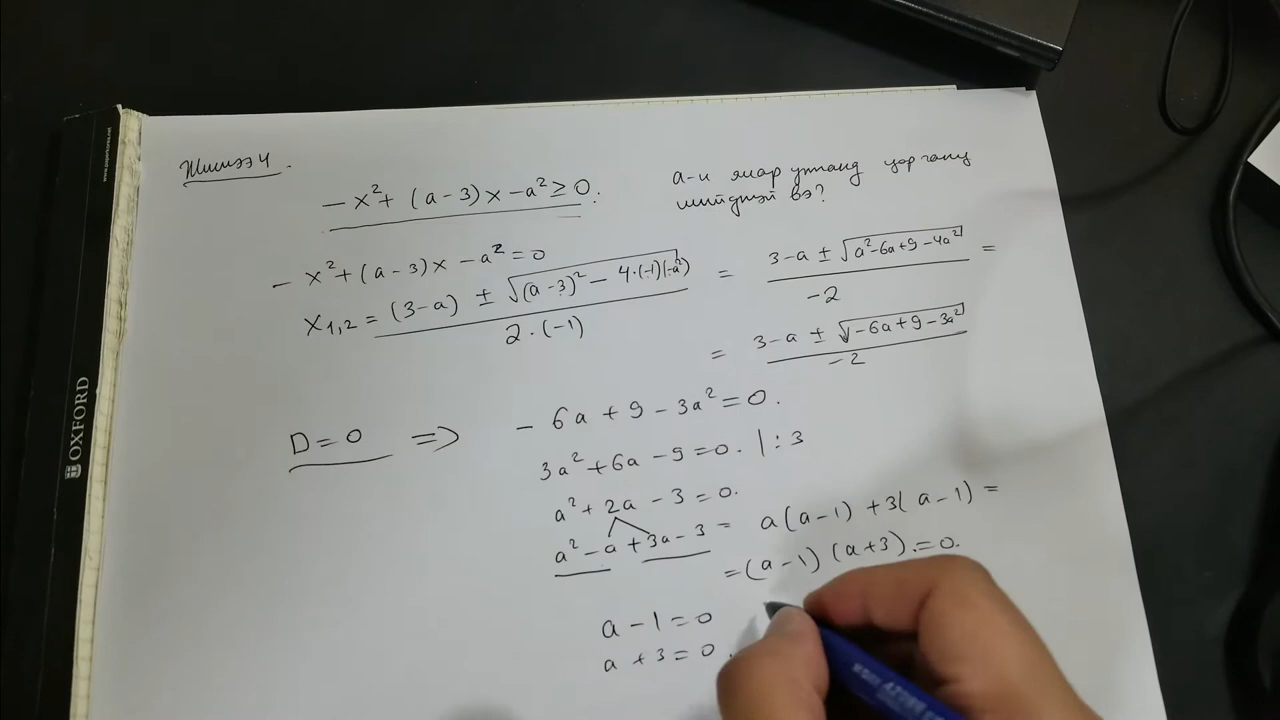 Жишээ 4.
- x² + (a - 3) x - a² ≥ 0.
a-н ямар утганд цор ганц
шийдтэй вэ?
- x² + (a - 3)x - a² = 0
x₁,₂ = ((3 - a) ± √((a - 3)² - 4·(-1)(-a²))) / (2·(-1)) = (3 - a ± √(a² - 6a + 9 - 4a²)) / -2 =
= (3 - a ± √(-6a + 9 - 3a²)) / -2
D = 0 => - 6a + 9 - 3a² = 0.
3a² + 6a - 9 = 0. | : 3
a² + 2a - 3 = 0.
a² - a + 3a - 3 = a(a - 1) + 3(a - 1) =
= (a - 1) (a + 3) = 0.
a - 1 = 0
a + 3 = 0.
OXFORD